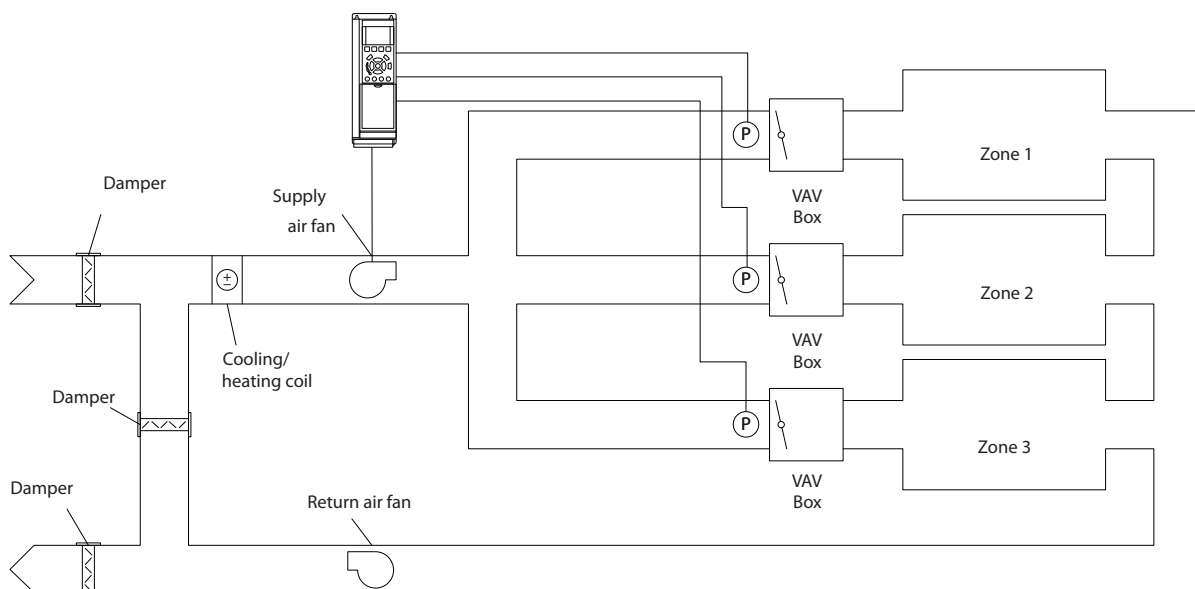 Damper
Supply
air fan
P
VAV
Box
Zone 1
P
VAV
Box
Zone 2
Cooling/
heating coil
Damper
P
VAV
Box
Zone 3
Damper
Return air fan